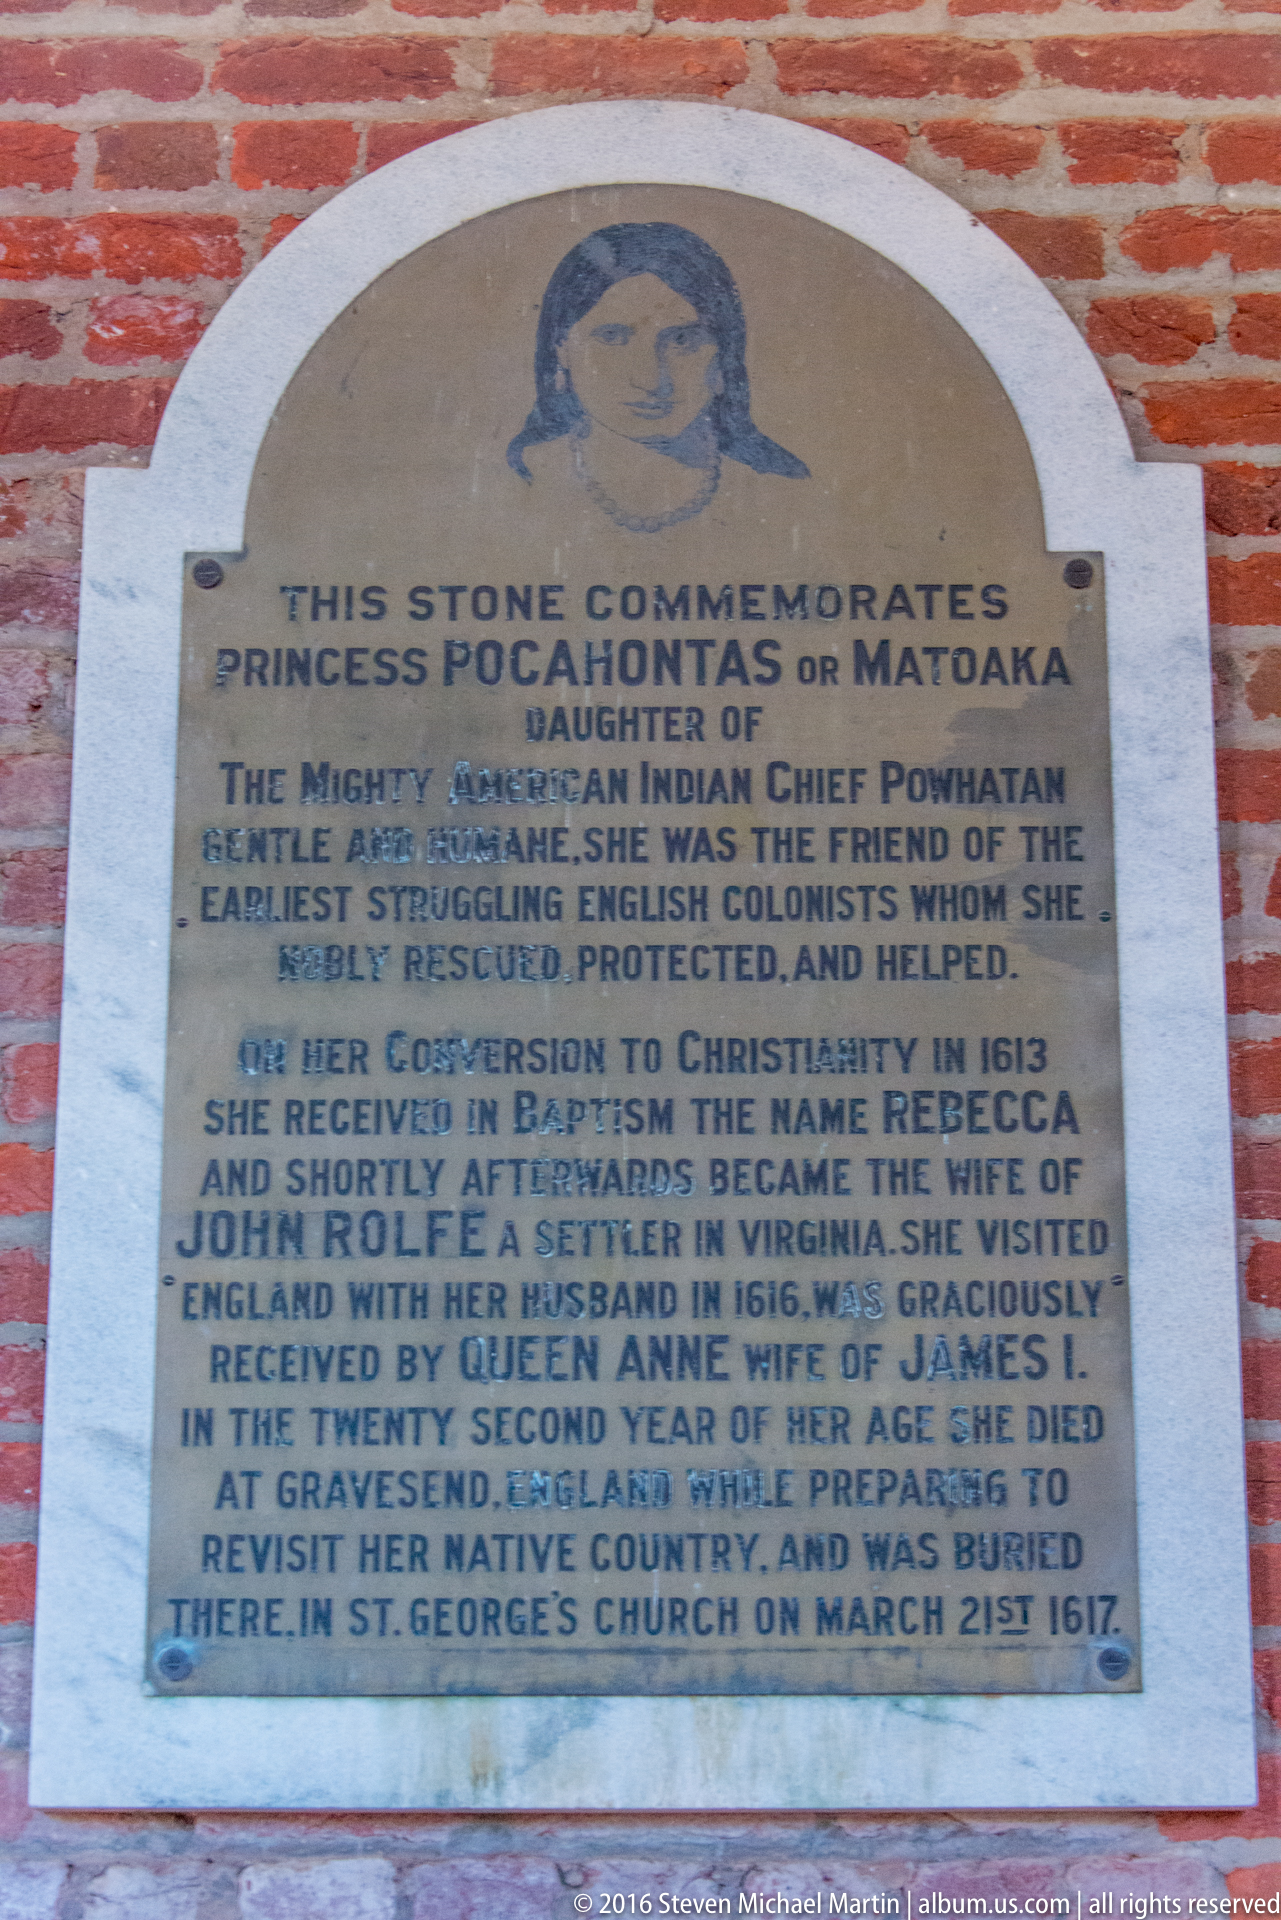 THIS STONE COMMEMORATES
PRINCESS POCAHONTAS OR MATOAKA
DAUGHTER OF
THE MIGHTY AMERICAN INDIAN CHIEF POWHATAN
GENTLE AND HUMANE, SHE WAS THE FRIEND OF THE
EARLIEST STRUGGLING ENGLISH COLONISTS WHOM SHE
NOBLY RESCUED, PROTECTED, AND HELPED.
ON HER CONVERSION TO CHRISTIANITY IN 1613
SHE RECEIVED IN BAPTISM THE NAME REBECCA
AND SHORTLY AFTERWARDS BECAME THE WIFE OF
JOHN ROLFE A SETTLER IN VIRGINIA. SHE VISITED
ENGLAND WITH HER HUSBAND IN 1616, WAS GRACIOUSLY
RECEIVED BY QUEEN ANNE WIFE OF JAMES I.
IN THE TWENTY SECOND YEAR OF HER AGE SHE DIED
AT GRAVESEND, ENGLAND WHILE PREPARING TO
REVISIT HER NATIVE COUNTRY, AND WAS BURIED
THERE. IN ST. GEORGE'S CHURCH ON MARCH 21ST 1617.
© 2016 Steven Michael Martin | album.us.com | all rights reserved